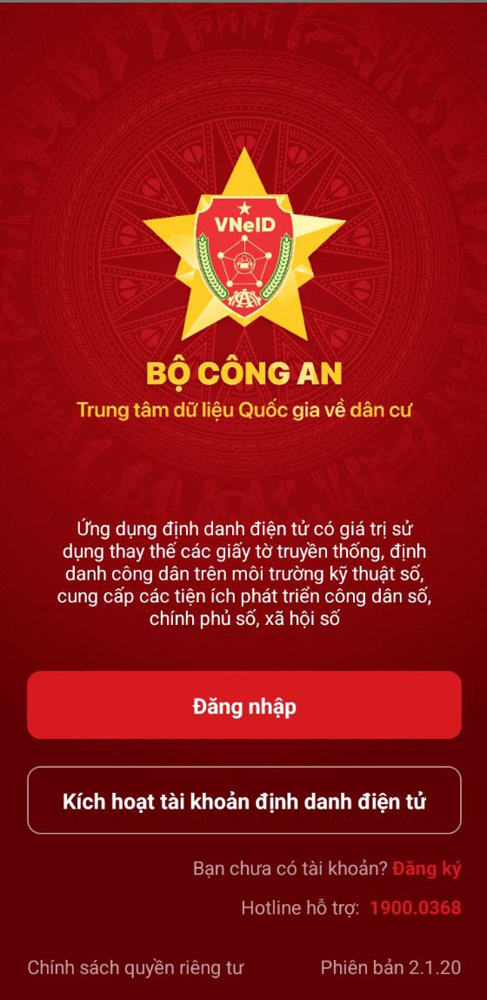 VNeID
BỘ CÔNG AN
Trung tâm dữ liệu Quốc gia về dân cư
Ứng dụng định danh điện tử có giá trị sử
dụng thay thế các giấy tờ truyền thống, định
danh công dân trên môi trường kỹ thuật số,
cung cấp các tiện ích phát triển công dân số,
chính phủ số, xã hội số
Đăng nhập
Kích hoạt tài khoản định danh điện tử
Bạn chưa có tài khoản? Đăng ký
Hotline hỗ trợ: 1900.0368
Chính sách quyền riêng tư Phiên bản 2.1.20